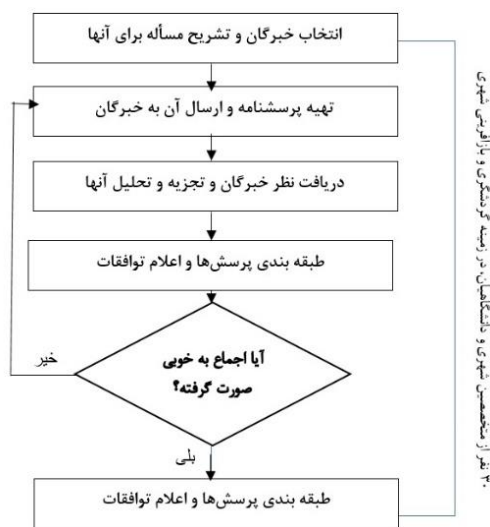 انتخاب خبرگان و تشریح مسأله برای آنها
تهیه پرسشنامه و ارسال آن به خبرگان
دریافت نظر خبرگان و تجزیه و تحلیل آنها
طبقه بندی پرسش‌ها و اعلام توافقات
آیا اجماع به خوبی
صورت گرفته؟
خیر
بلی
طبقه بندی پرسش‌ها و اعلام توافقات
۳۰ نفر از متخصصین شهری و دانشگاهیان، در زمینه گردشگری و بازآفرینی شهری